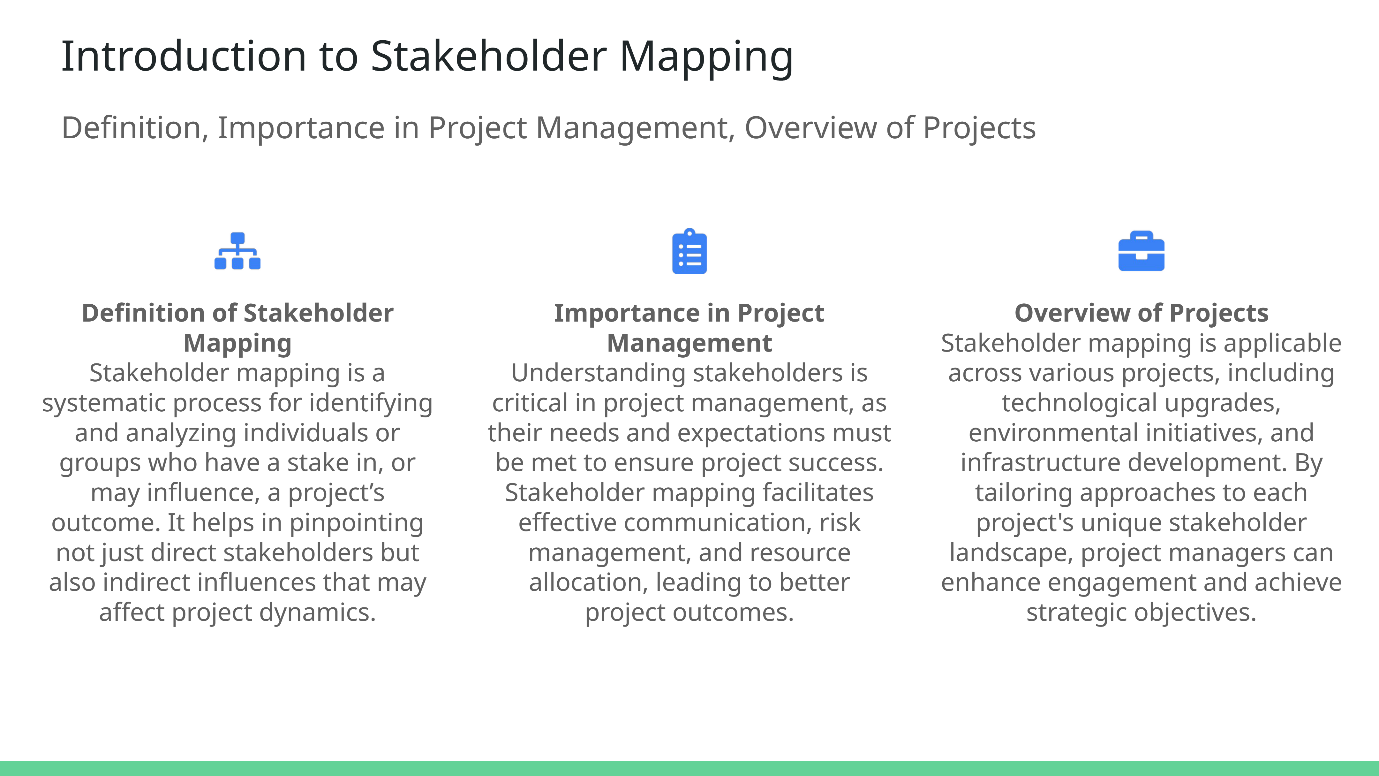 Introduction to Stakeholder Mapping
Definition, Importance in Project Management, Overview of Projects
Definition of Stakeholder
Mapping
Stakeholder mapping is a
systematic process for identifying
and analyzing individuals or
groups who have a stake in, or
may influence, a project’s
outcome. It helps in pinpointing
not just direct stakeholders but
also indirect influences that may
affect project dynamics.
Importance in Project
Management
Understanding stakeholders is
critical in project management, as
their needs and expectations must
be met to ensure project success.
Stakeholder mapping facilitates
effective communication, risk
management, and resource
allocation, leading to better
project outcomes.
Overview of Projects
Stakeholder mapping is applicable
across various projects, including
technological upgrades,
environmental initiatives, and
infrastructure development. By
tailoring approaches to each
project's unique stakeholder
landscape, project managers can
enhance engagement and achieve
strategic objectives.